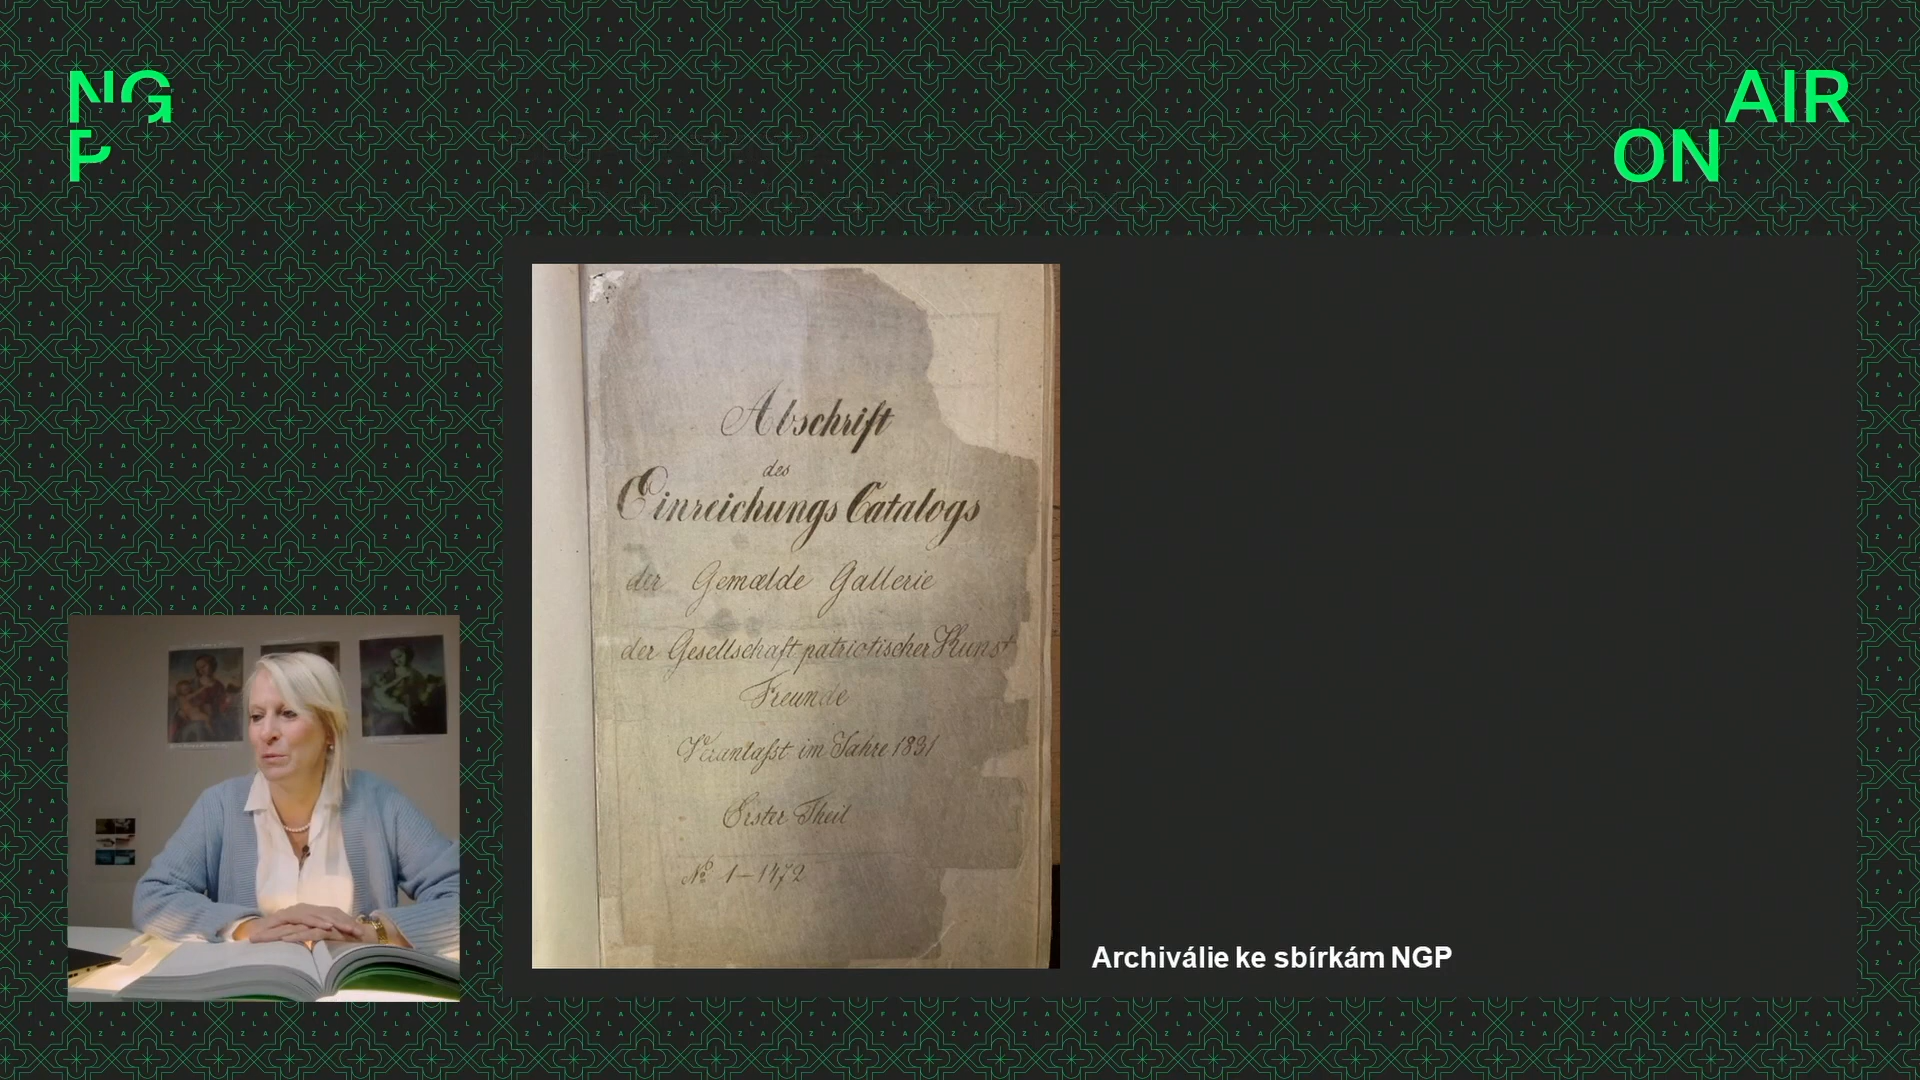 NG
P
AIR
ON
Abschrift
des
Einreichungs Catalogs
der Gemælde Gallerie
der Gesellschaft patriotischer Kunst
Freunde
Veranlaſst im Jahre 1831
Erster Theil
No 1-1472
Archiválie ke sbírkám NGP